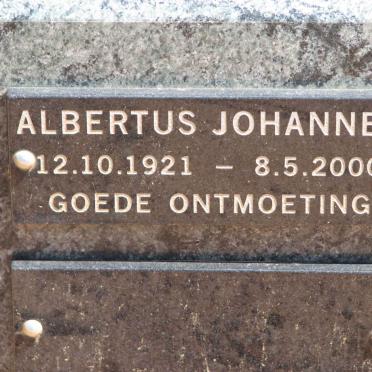 ALBERTUS JOHANNE
12.10.1921 – 8.5.2000
GOEDE ONTMOETING